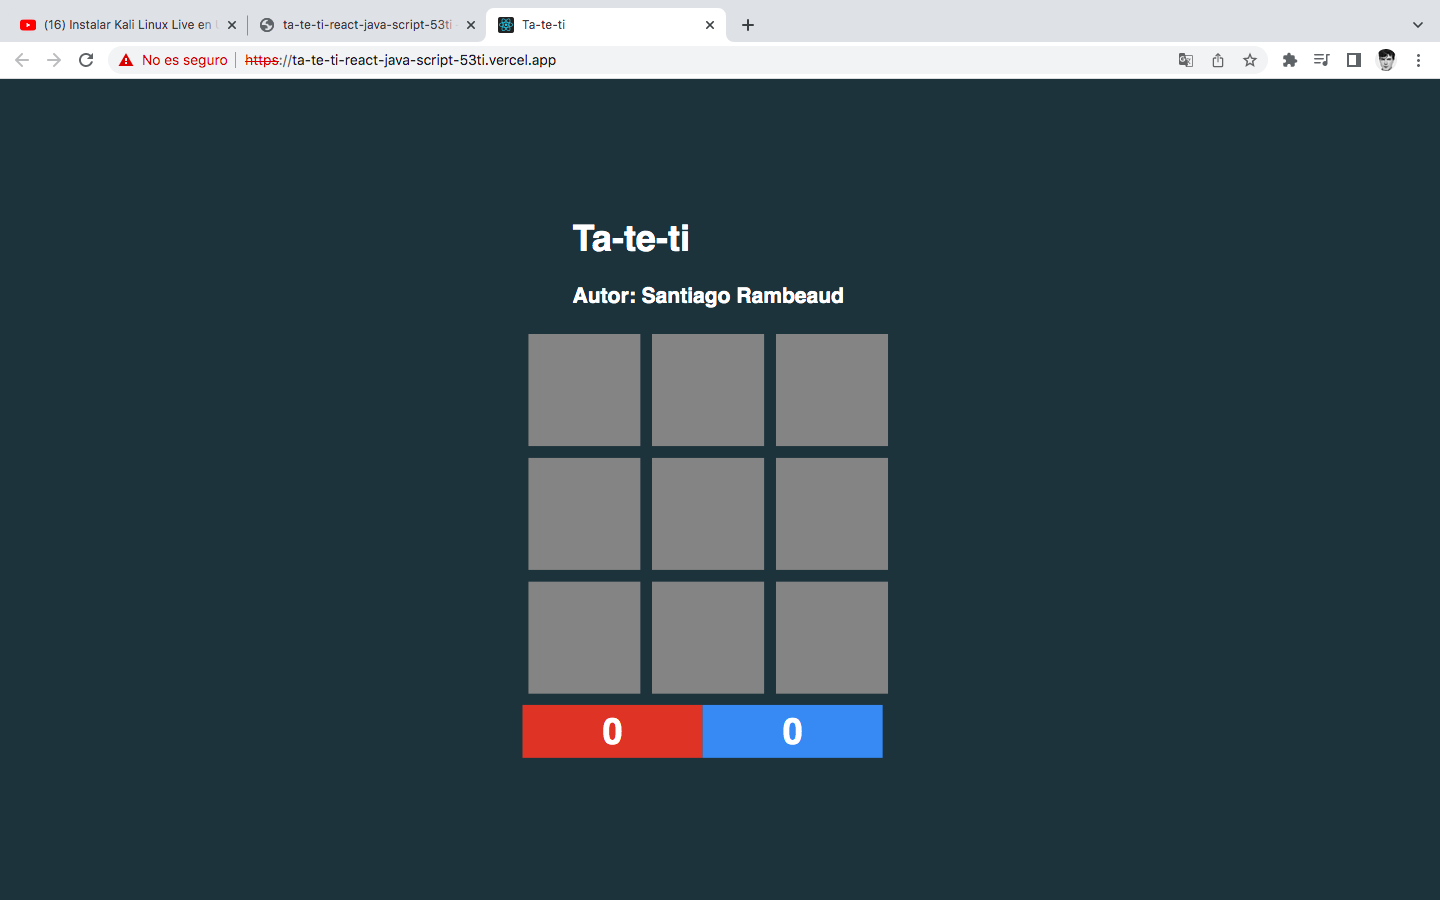 (16) Instalar Kali Linux Live en
ta-te-ti-react-java-script-53ti
Ta-te-ti
No es seguro
https://ta-te-ti-react-java-script-53ti.vercel.app
Ta-te-ti
Autor: Santiago Rambeaud
0
0